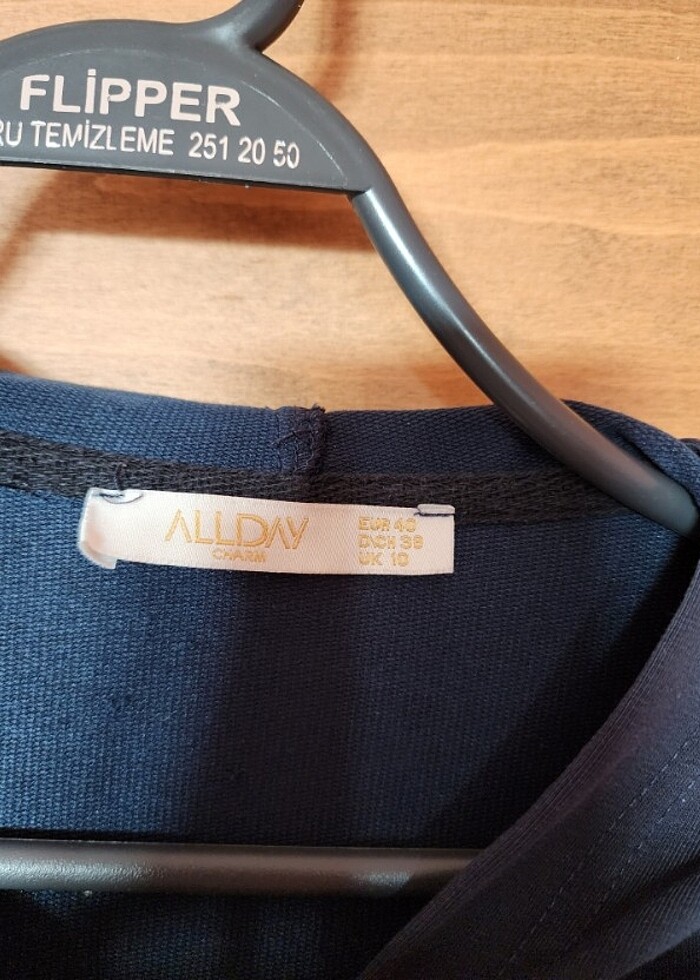 FLİPPER
RU TEMİZLEME 251 20 50
ALLDAY
CHARM
EUR 40
D\CH 38
UK 10